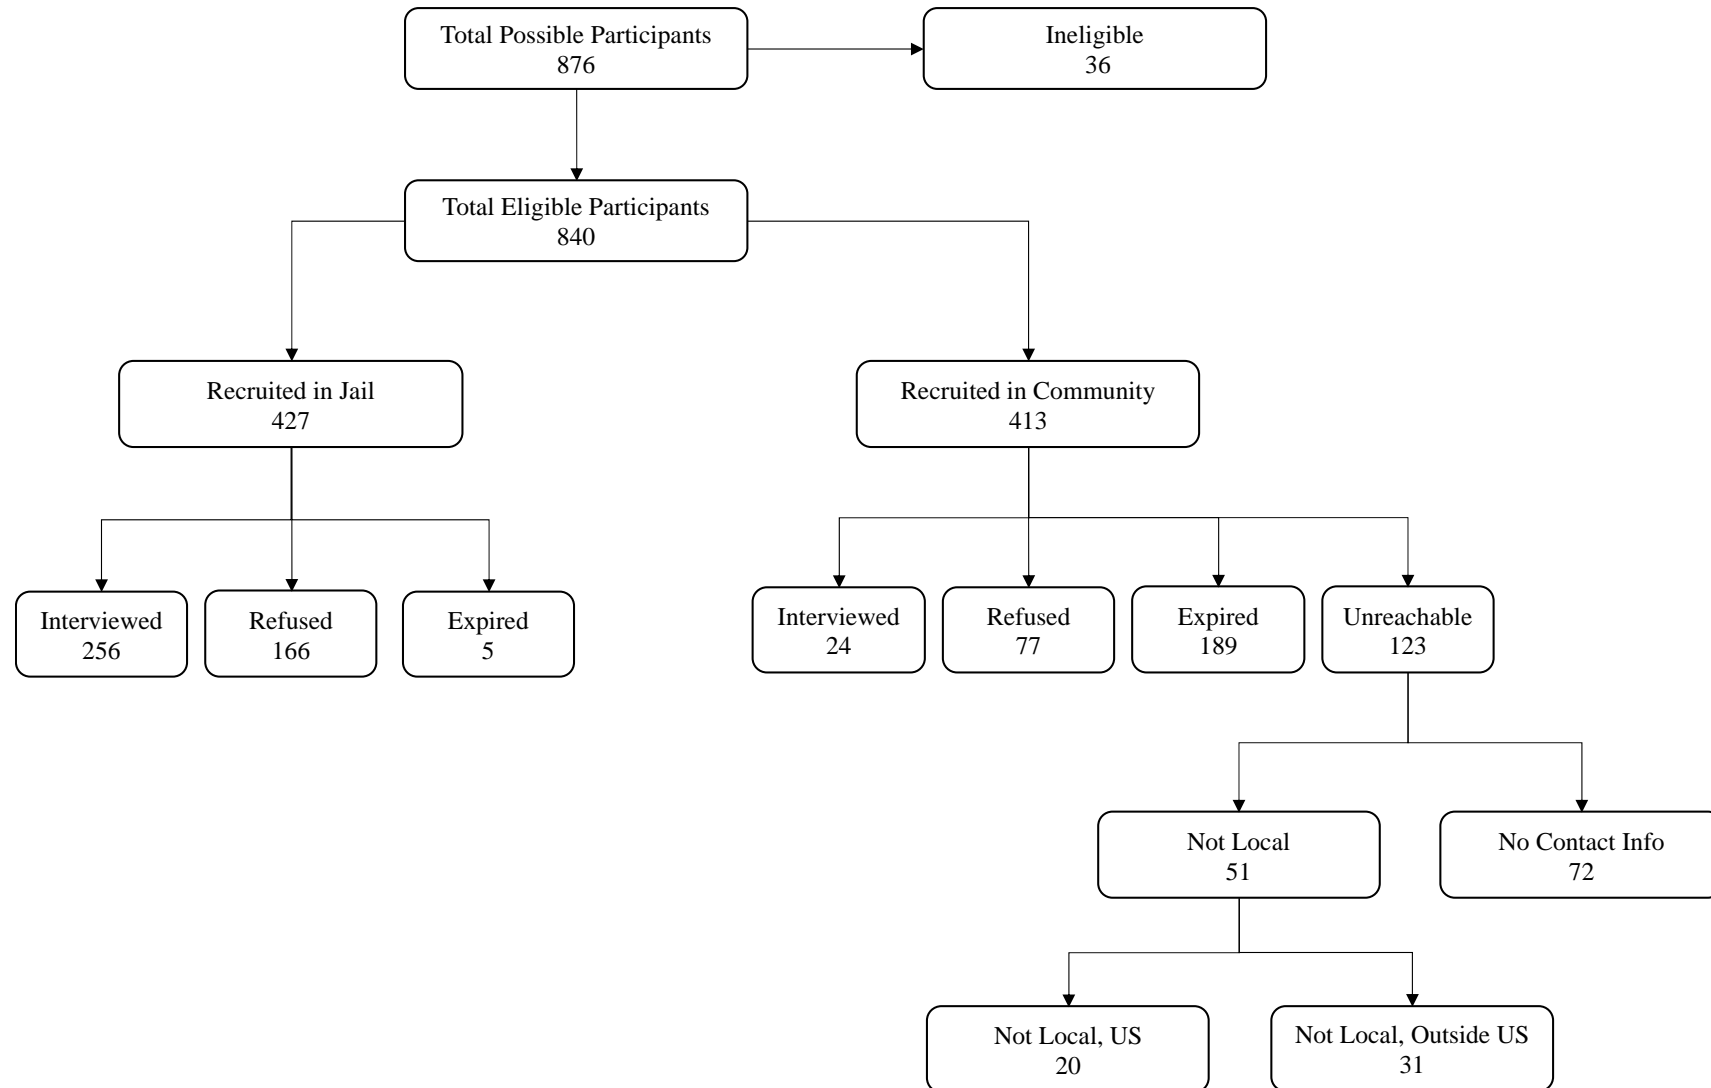 Total Possible Participants
876
Ineligible
36
Total Eligible Participants
840
Recruited in Jail
427
Recruited in Community
413
Interviewed
256
Refused
166
Expired
5
Interviewed
24
Refused
77
Expired
189
Unreachable
123
Not Local
51
No Contact Info
72
Not Local, US
20
Not Local, Outside US
31